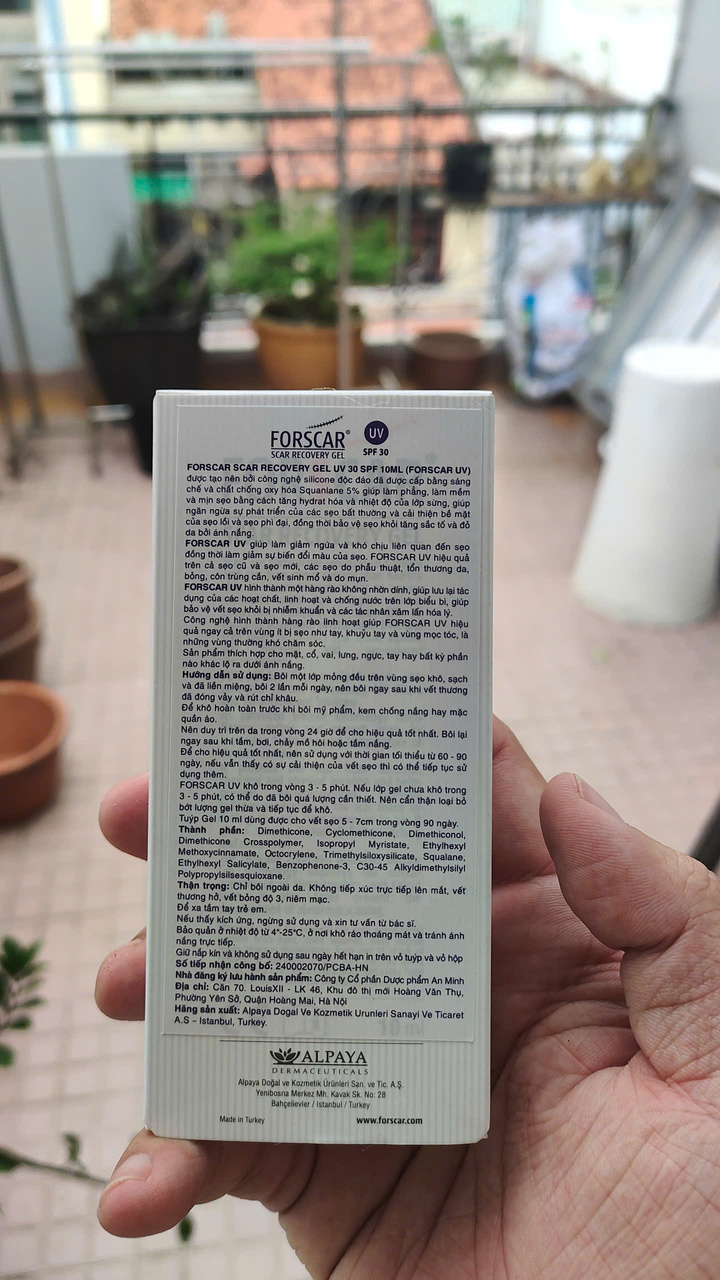 FORSCAR®
SCAR RECOVERY GEL
UV
SPF 30
FORSCAR SCAR RECOVERY GEL UV 30 SPF 10ML (FORSCAR UV)
được tạo nên bởi công nghệ silicone độc đáo đã được cấp bằng sáng
chế và chất chống oxy hóa Squanlane 5% giúp làm phẳng, làm mềm
và mịn sẹo bằng cách tăng hydrat hóa và nhiệt độ của lớp sừng, giúp
ngăn ngừa sự phát triển của các sẹo bất thường và cải thiện bề mặt
của sẹo lồi và sẹo phì đại, đồng thời bảo vệ sẹo khỏi tăng sắc tố và đỏ
da bởi ánh nắng.
FORSCAR UV giúp làm giảm ngứa và khó chịu liên quan đến sẹo
đồng thời làm giảm sự biến đổi màu của sẹo. FORSCAR UV hiệu quả
trên cả sẹo cũ và sẹo mới, các sẹo do phẫu thuật, tổn thương da,
bỏng, côn trùng cắn, vết sinh mổ và do mụn.
FORSCAR UV hình thành một hàng rào không nhờn dính, giúp lưu lại tác
dụng của các hoạt chất, linh hoạt và chống nước trên lớp biểu bì, giúp
bảo vệ vết sẹo khỏi bị nhiễm khuẩn và các tác nhân xâm lấn hóa lý.
Công nghệ hình thành hàng rào linh hoạt giúp FORSCAR UV hiệu
quả ngay cả trên vùng ít bị sẹo như tay, khuỷu tay và vùng mọc tóc, là
những vùng thường khó chăm sóc.
Sản phẩm thích hợp cho mặt, cổ, vai, lưng, ngực, tay hay bất kỳ phần
nào khác lộ ra dưới ánh nắng.
Hướng dẫn sử dụng: Bôi một lớp mỏng đều trên vùng sẹo khô, sạch
và đã liền miệng, bôi 2 lần mỗi ngày, nên bôi ngay sau khi vết thương
đã đóng vảy và rút chỉ khâu.
Để khô hoàn toàn trước khi bôi mỹ phẩm, kem chống nắng hay mặc
quần áo.
Nên duy trì trên da trong vòng 24 giờ để cho hiệu quả tốt nhất. Bôi lại
ngay sau khi tắm, bơi, chảy mồ hôi hoặc tắm nắng.
Để cho hiệu quả tốt nhất, nên sử dụng với thời gian tối thiểu từ 60 - 90
ngày, nếu vẫn thấy có sự cải thiện của vết sẹo thì có thể tiếp tục sử
dụng thêm.
FORSCAR UV khô trong vòng 3 - 5 phút. Nếu lớp gel chưa khô trong
3 - 5 phút, có thể do đã bôi quá lượng cần thiết. Nên cẩn thận loại bỏ
bớt lượng gel thừa và tiếp tục để khô.
Tuýp Gel 10 ml dùng được cho vết sẹo 5 - 7cm trong vòng 90 ngày.
Thành phần: Dimethicone, Cyclomethicone, Dimethiconol,
Dimethicone Crosspolymer, Isopropyl Myristate, Ethylhexyl
Methoxycinnamate, Octocrylene, Trimethylsiloxysilicate, Squalane,
Ethylhexyl Salicylate, Benzophenone-3, C30-45 Alkyldimethylsilyl
Polypropylsilsesquioxane.
Thận trọng: Chỉ bôi ngoài da. Không tiếp xúc trực tiếp lên mắt, vết
thương hở, vết bỏng độ 3, niêm mạc.
Để xa tầm tay trẻ em.
Nếu thấy kích ứng, ngừng sử dụng và xin tư vấn từ bác sĩ.
Bảo quản ở nhiệt độ từ 4°-25°C, ở nơi khô ráo thoáng mát và tránh ánh
nắng trực tiếp.
Giữ nắp kín và không sử dụng sau ngày hết hạn in trên vỏ tuýp và vỏ hộp
Số tiếp nhận công bố: 240002070/PCBA-HN
Nhà đăng ký lưu hành sản phẩm: Công ty Cổ phần Dược phẩm An Minh
Địa chỉ: Căn 70. LouisXII - LK 46, Khu đô thị mới Hoàng Văn Thụ,
Phường Yên Sở, Quận Hoàng Mai, Hà Nội
Hãng sản xuất: Alpaya Dogal Ve Kozmetik Urunleri Sanayi Ve Ticaret
A.S – Istanbul, Turkey.
ALPAYA
DERMACEUTICALS
Alpaya Doğal ve Kozmetik Ürünleri San. ve Tic. A.Ş.
Yenibosna Merkez Mh. Kavak Sk. No: 28
Bahçelievler / Istanbul / Turkey
Made in Turkey
www.forscar.com